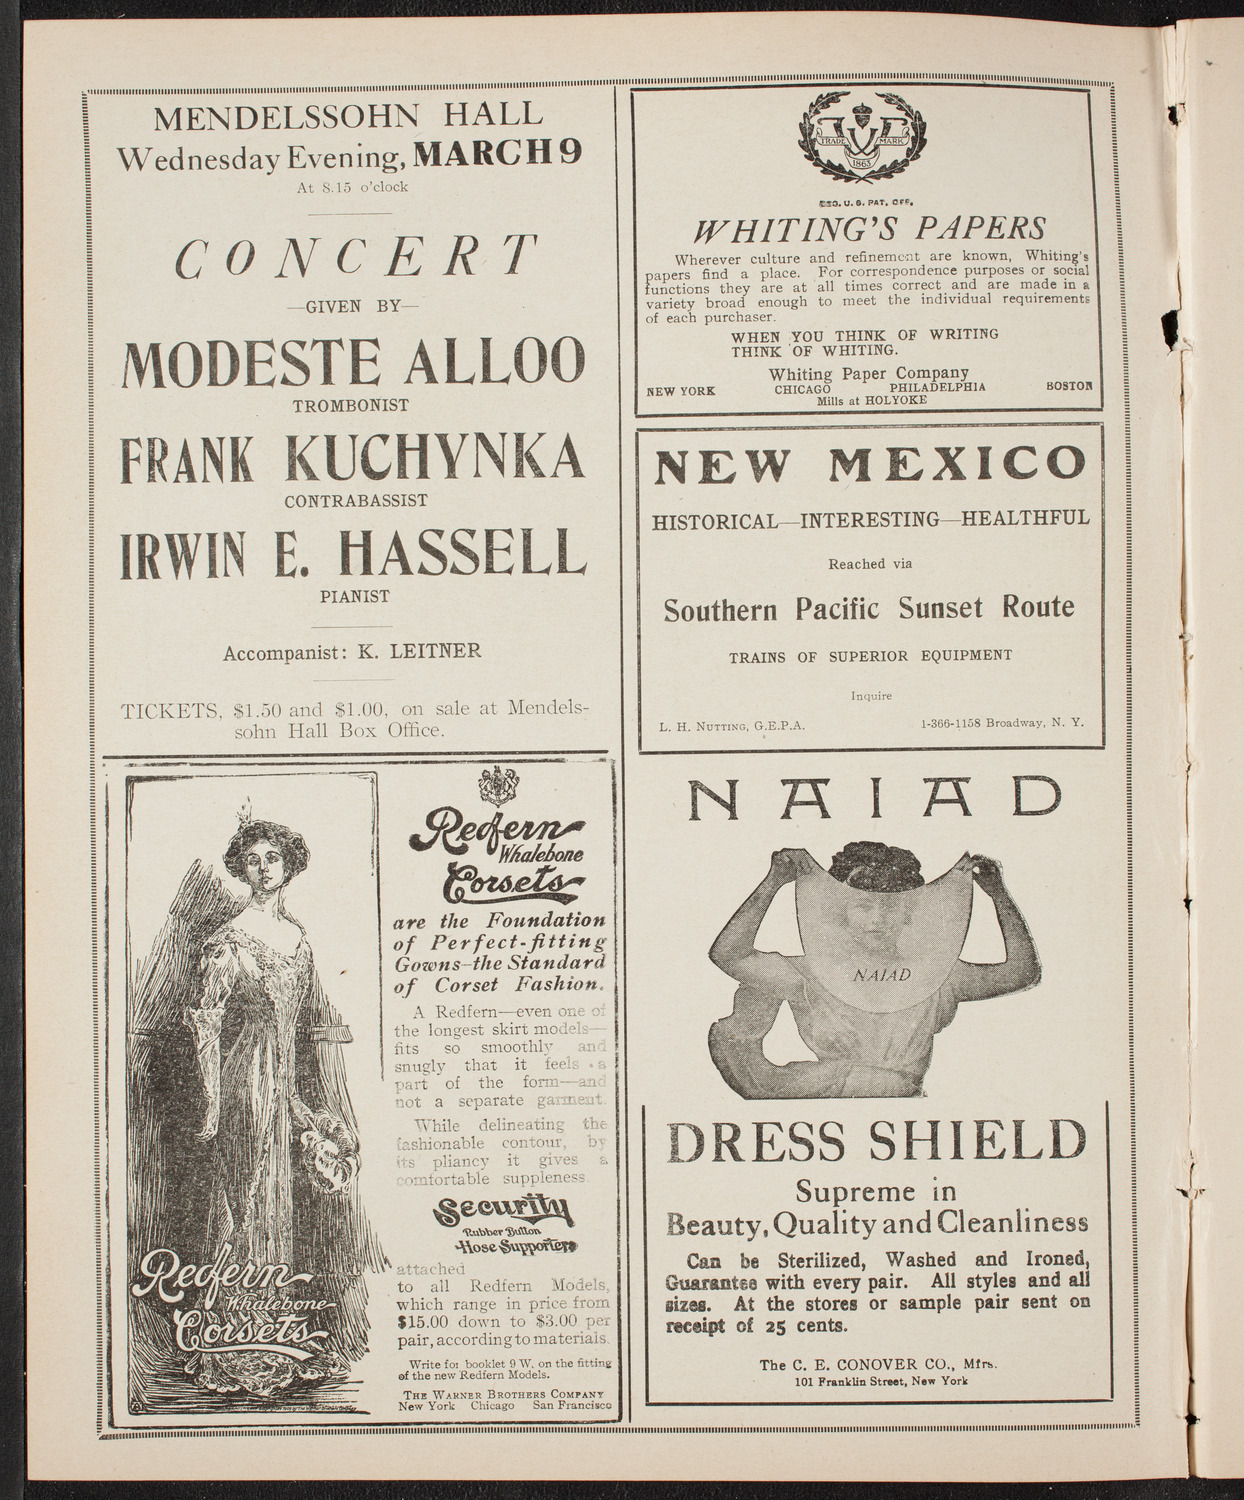 MENDELSSOHN HALL
Wednesday Evening, MARCH 9
At 8.15 o'clock
CONCERT
—GIVEN BY—
MODESTE ALLOO
TROMBONIST
FRANK KUCHYNKA
CONTRABASSIST
IRWIN E. HASSELL
PIANIST
Accompanist: K. LEITNER
TICKETS, $1.50 and $1.00, on sale at Mendels-
sohn Hall Box Office.
Redfern
Whalebone
Corsets
Redfern
Whalebone
Corsets
are the Foundation
of Perfect-fitting
Gowns—the Standard
of Corset Fashion.
A Redfern—even one of
the longest skirt models—
fits so smoothly and
snugly that it feels a
part of the form—and
not a separate garment.
While delineating the
fashionable contour, by
its pliancy it gives a
comfortable suppleness.
Security
Rubber Button
Hose Supporters
attached
to all Redfern Models,
which range in price from
$15.00 down to $3.00 per
pair, according to materials.
Write for booklet 9 W. on the fitting
of the new Redfern Models.
THE WARNER BROTHERS COMPANY
New York Chicago San Francisco
TRADE MARK
1865
REG. U. S. PAT. OFF.
WHITING'S PAPERS
Wherever culture and refinement are known, Whiting's
papers find a place. For correspondence purposes or social
functions they are at all times correct and are made in a
variety broad enough to meet the individual requirements
of each purchaser.
WHEN YOU THINK OF WRITING
THINK OF WHITING.
Whiting Paper Company
NEW YORK CHICAGO PHILADELPHIA BOSTON
Mills at HOLYOKE
NEW MEXICO
HISTORICAL—INTERESTING—HEALTHFUL
Reached via
Southern Pacific Sunset Route
TRAINS OF SUPERIOR EQUIPMENT
Inquire
L. H. NUTTING, G.E.P.A. 1-366-1158 Broadway, N. Y.
NAIAD
NAIAD
DRESS SHIELD
Supreme in
Beauty, Quality and Cleanliness
Can be Sterilized, Washed and Ironed,
Guarantee with every pair. All styles and all
sizes. At the stores or sample pair sent on
receipt of 25 cents.
The C. E. CONOVER CO., Mfrs.
101 Franklin Street, New York